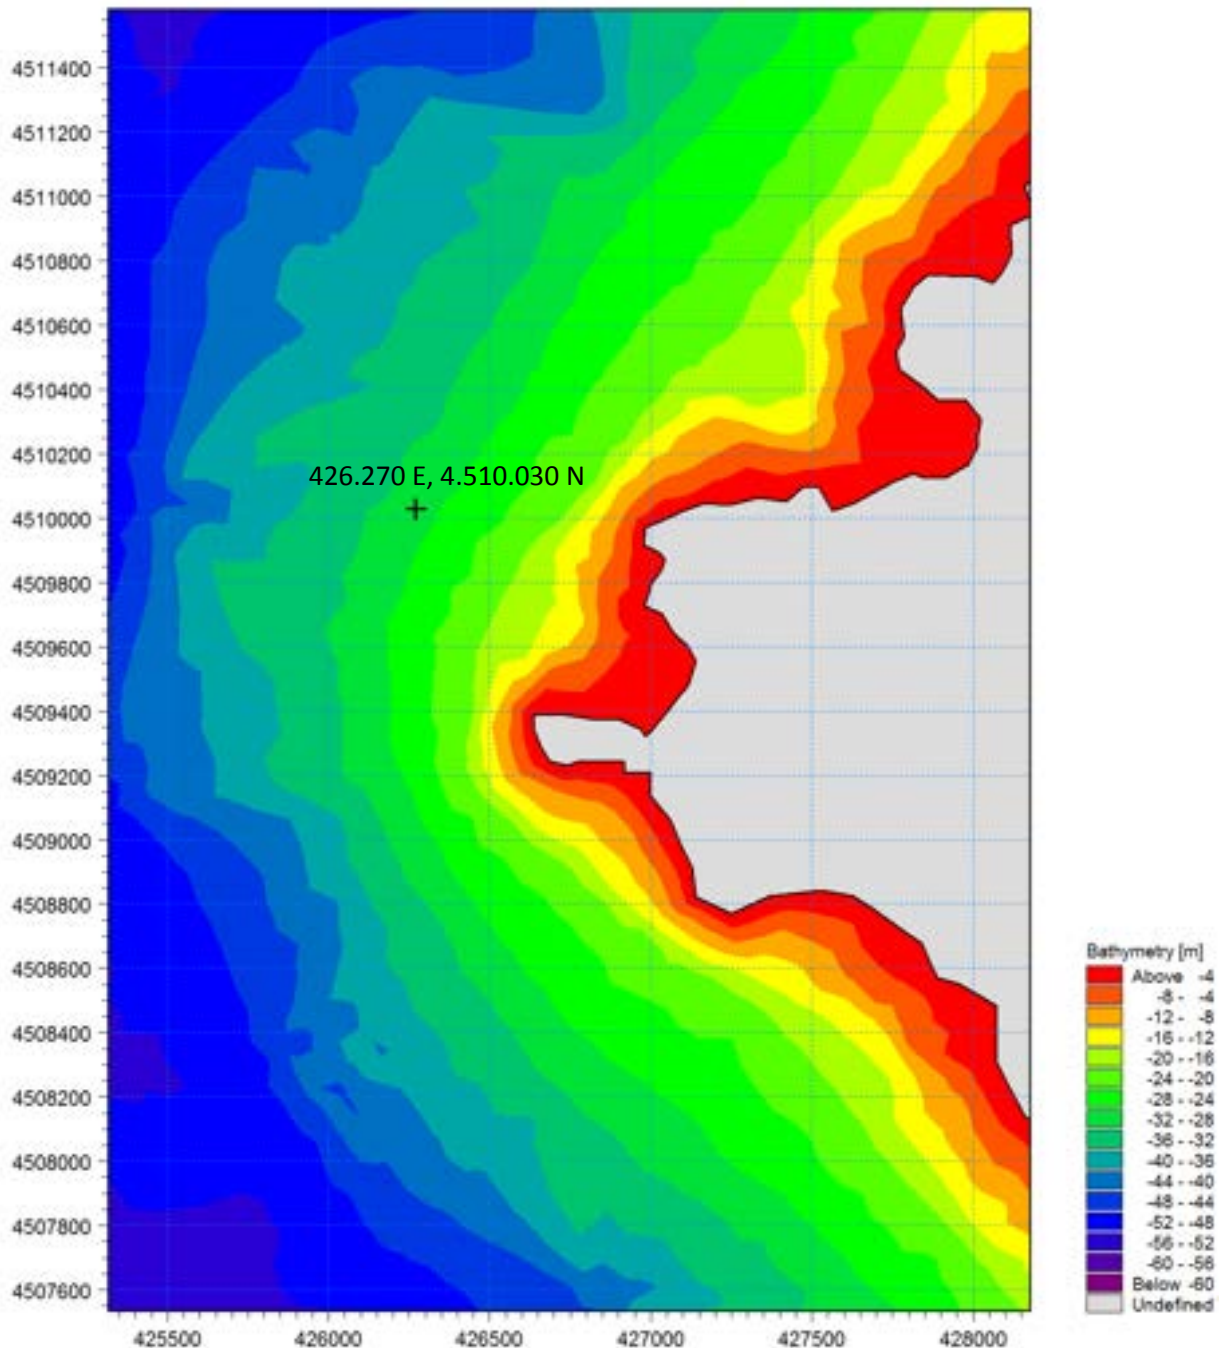 4511400
4511200
4511000
4510800
4510600
4510400
4510200
426.270 E, 4.510.030 N
4510000
4509800
4509600
4509400
4509200
4509000
4508800
4508600
4508400
4508200
4508000
4507800
4507600
425500 426000 426500 427000 427500 428000
Bathymetry [m]
Above -4
-8 - -4
-12 - -8
-16 - -12
-20 - -16
-24 - -20
-28 - -24
-32 - -28
-36 - -32
-40 - -36
-44 - -40
-48 - -44
-52 - -48
-56 - -52
-60 - -56
Below -60
Undefined